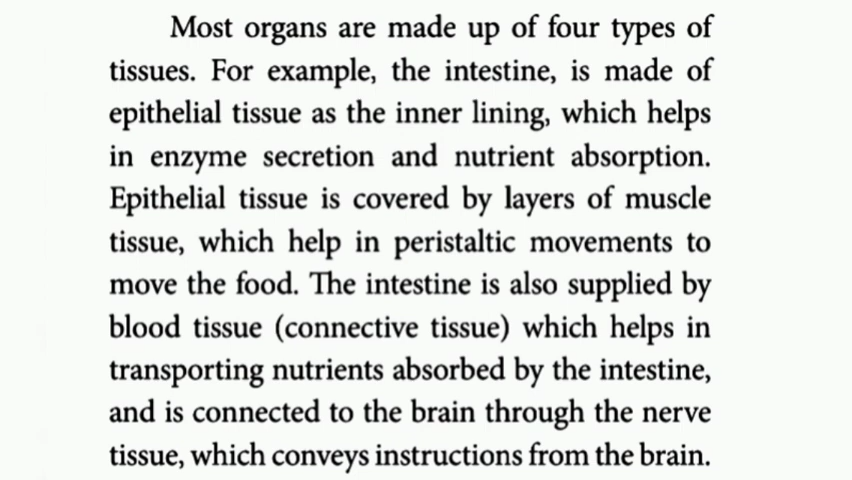 Most organs are made up of four types of
tissues. For example, the intestine, is made of
epithelial tissue as the inner lining, which helps
in enzyme secretion and nutrient absorption.
Epithelial tissue is covered by layers of muscle
tissue, which help in peristaltic movements to
move the food. The intestine is also supplied by
blood tissue (connective tissue) which helps in
transporting nutrients absorbed by the intestine,
and is connected to the brain through the nerve
tissue, which conveys instructions from the brain.